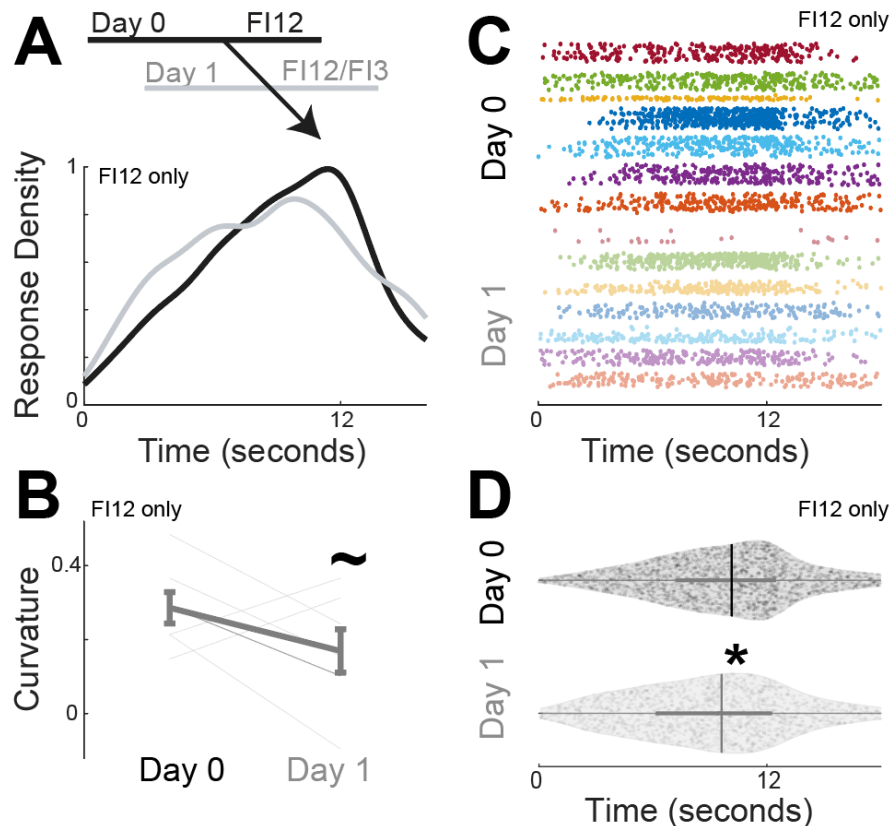 A
Day 0 FI12
Day 1 FI12/FI3
FI12 only
Response Density
1
0
0 12
Time (seconds)
B
FI12 only
Curvature
0.4
0
~
Day 0 Day 1
C
FI12 only
Day 0
Day 1
0 12
Time (seconds)
D
FI12 only
Day 0
Day 1
*
0 12
Time (seconds)